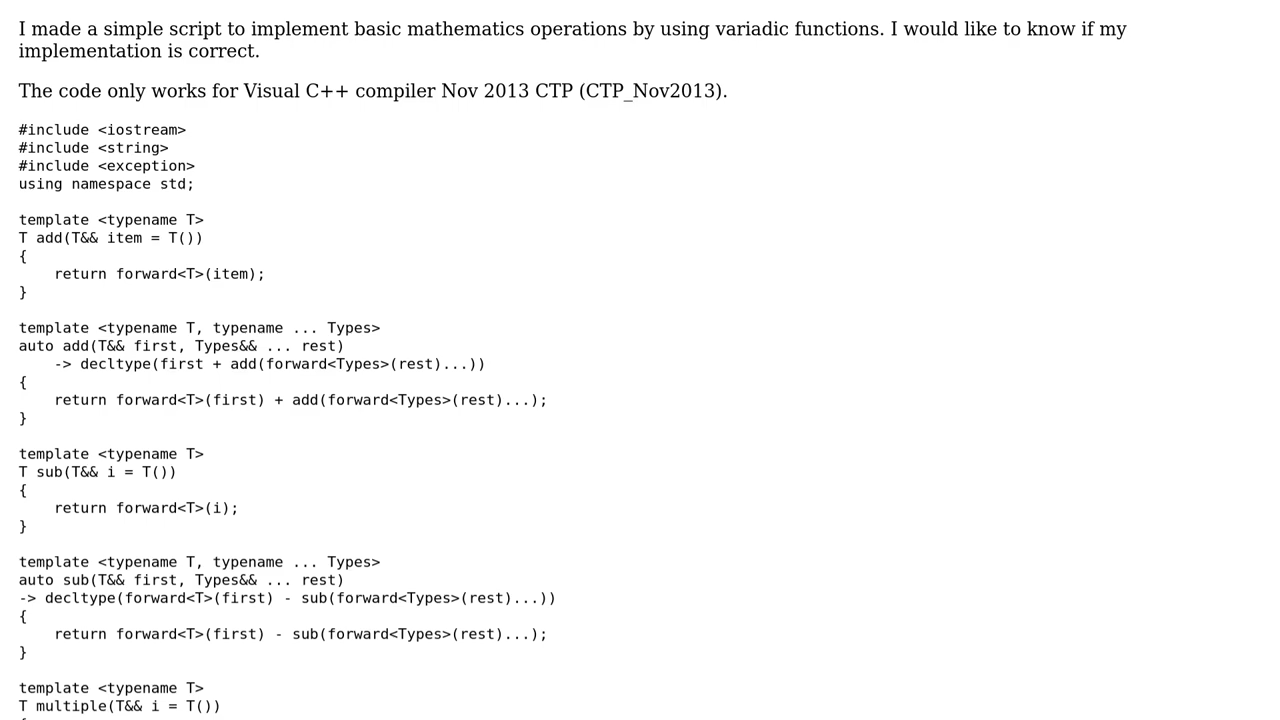 I made a simple script to implement basic mathematics operations by using variadic functions. I would like to know if my
implementation is correct.
The code only works for Visual C++ compiler Nov 2013 CTP (CTP_Nov2013).
#include <iostream>
#include <string>
#include <exception>
using namespace std;
template <typename T>
T add(T&& item = T())
{
    return forward<T>(item);
}
template <typename T, typename ... Types>
auto add(T&& first, Types&& ... rest)
    -> decltype(first + add(forward<Types>(rest)...))
{
    return forward<T>(first) + add(forward<Types>(rest)...);
}
template <typename T>
T sub(T&& i = T())
{
    return forward<T>(i);
}
template <typename T, typename ... Types>
auto sub(T&& first, Types&& ... rest)
-> decltype(forward<T>(first) - sub(forward<Types>(rest)...))
{
    return forward<T>(first) - sub(forward<Types>(rest)...);
}
template <typename T>
T multiple(T&& i = T())